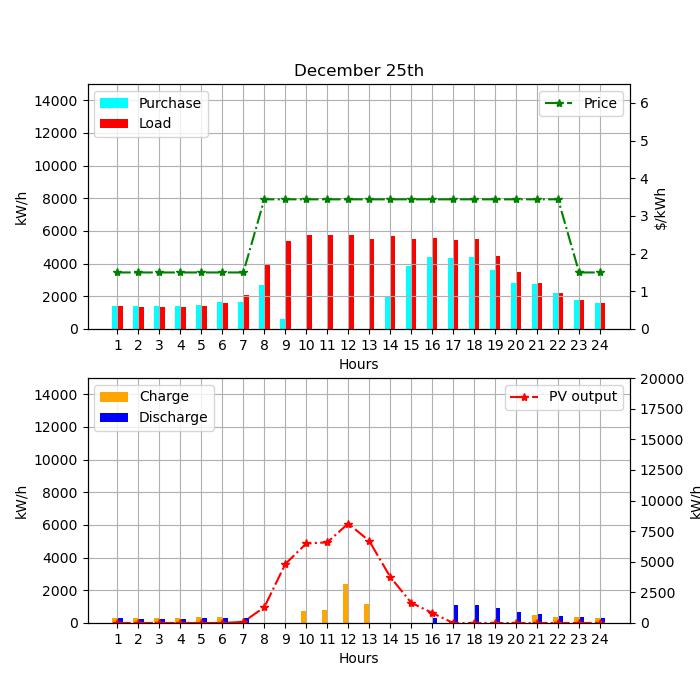 December 25th
14000
12000
10000
8000
6000
4000
2000
0
kW/h
Purchase
Load
Price
6
5
4
3
2
1
0
$/kWh
1 2 3 4 5 6 7 8 9 10 11 12 13 14 15 16 17 18 19 20 21 22 23 24
Hours
14000
12000
10000
8000
6000
4000
2000
0
kW/h
Charge
Discharge
PV output
20000
17500
15000
12500
10000
7500
5000
2500
0
kW/h
1 2 3 4 5 6 7 8 9 10 11 12 13 14 15 16 17 18 19 20 21 22 23 24
Hours